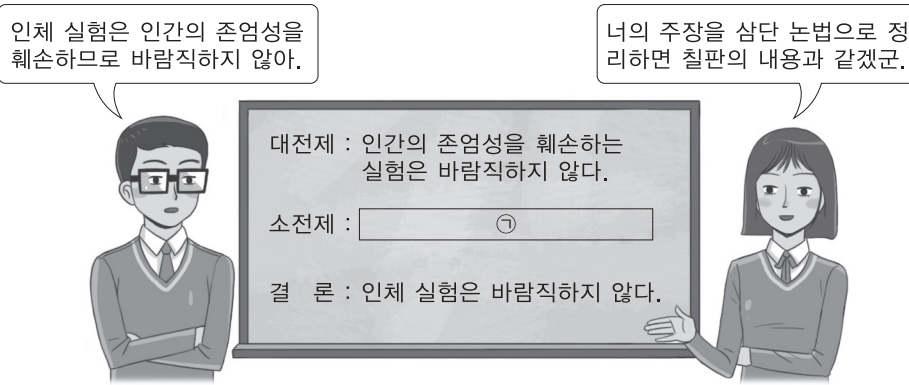 인체 실험은 인간의 존엄성을
훼손하므로 바람직하지 않아.
너의 주장을 삼단 논법으로 정
리하면 칠판의 내용과 같겠군.
대전제 : 인간의 존엄성을 훼손하는
실험은 바람직하지 않다.
소전제 : ㉠
결 론 : 인체 실험은 바람직하지 않다.